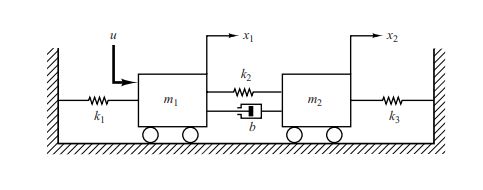 u
x₁
x₂
k₂
m₁
m₂
k₁
b
k₃